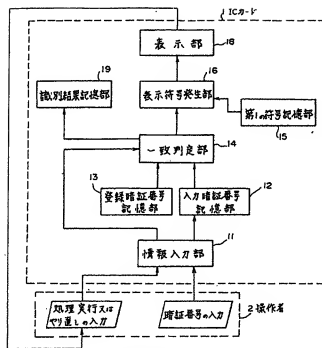 1 ICカード
表示部
18
19
識別結果記憶部
16
表示符号発生部
第1の符号記憶部
15
一致判定部
14
13
登録暗証番号
記憶部
入力暗証番号
記憶部
12
情報入力部
11
処理実行又は
やり直しの入力
暗証番号の入力
2 操作者